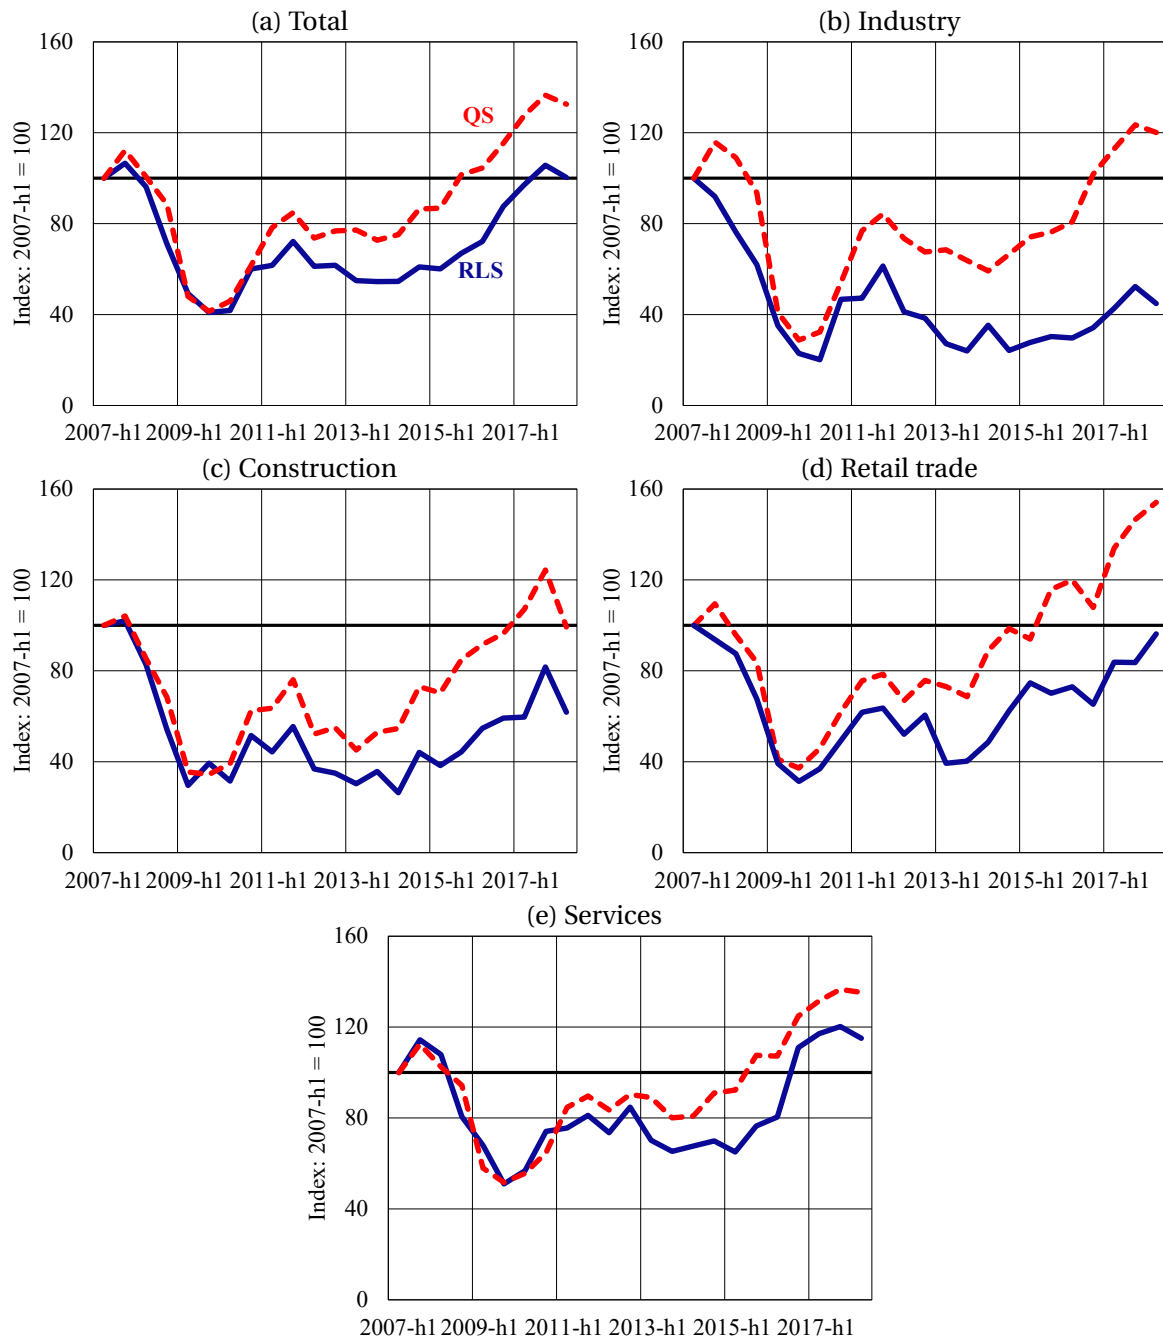 (a) Total
(b) Industry
Index: 2007-h1 = 100
160
120
80
40
0
QS
RLS
2007-h1 2009-h1 2011-h1 2013-h1 2015-h1 2017-h1
Index: 2007-h1 = 100
160
120
80
40
0
2007-h1 2009-h1 2011-h1 2013-h1 2015-h1 2017-h1
(c) Construction
(d) Retail trade
Index: 2007-h1 = 100
160
120
80
40
0
2007-h1 2009-h1 2011-h1 2013-h1 2015-h1 2017-h1
Index: 2007-h1 = 100
160
120
80
40
0
2007-h1 2009-h1 2011-h1 2013-h1 2015-h1 2017-h1
(e) Services
Index: 2007-h1 = 100
160
120
80
40
0
2007-h1 2009-h1 2011-h1 2013-h1 2015-h1 2017-h1